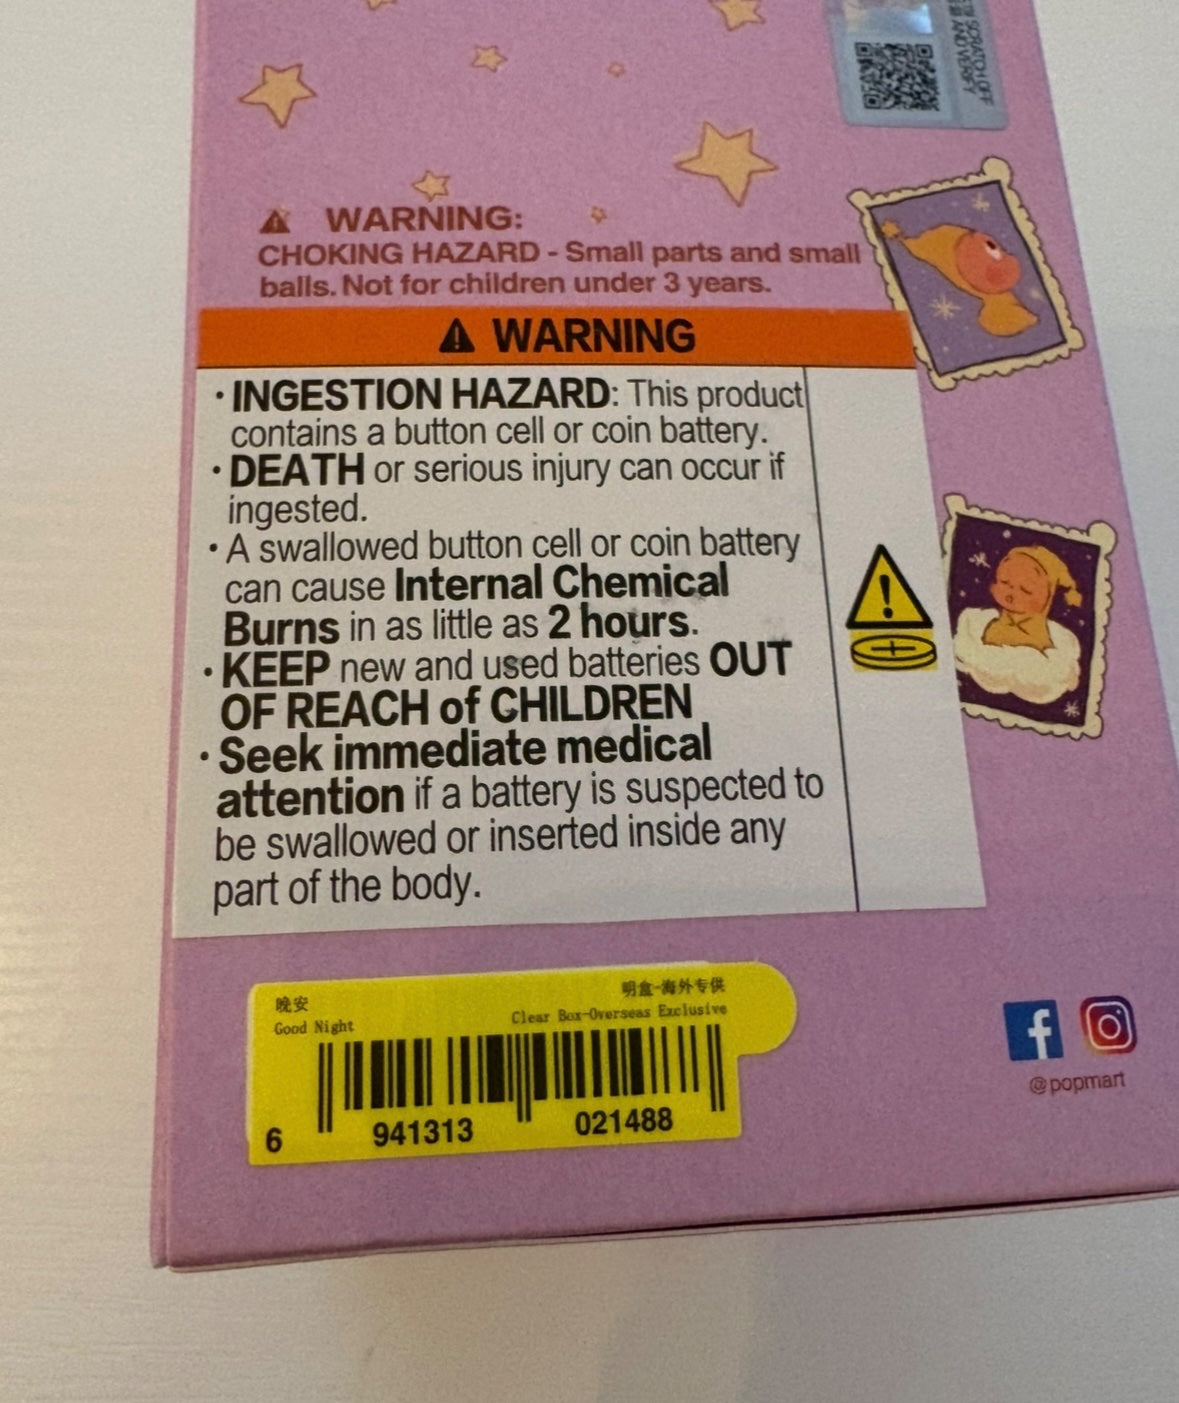 SCRATCH OFF
AND VERIFY
WARNING:
CHOKING HAZARD - Small parts and small
balls. Not for children under 3 years.
WARNING
· INGESTION HAZARD: This product
contains a button cell or coin battery.
· DEATH or serious injury can occur if
ingested.
· A swallowed button cell or coin battery
can cause Internal Chemical
Burns in as little as 2 hours.
· KEEP new and used batteries OUT
OF REACH of CHILDREN
· Seek immediate medical
attention if a battery is suspected to
be swallowed or inserted inside any
part of the body.
晚安
Good Night
明盒-海外专供
Clear Box-Overseas Exclusive
6 941313 021488
f
@popmart